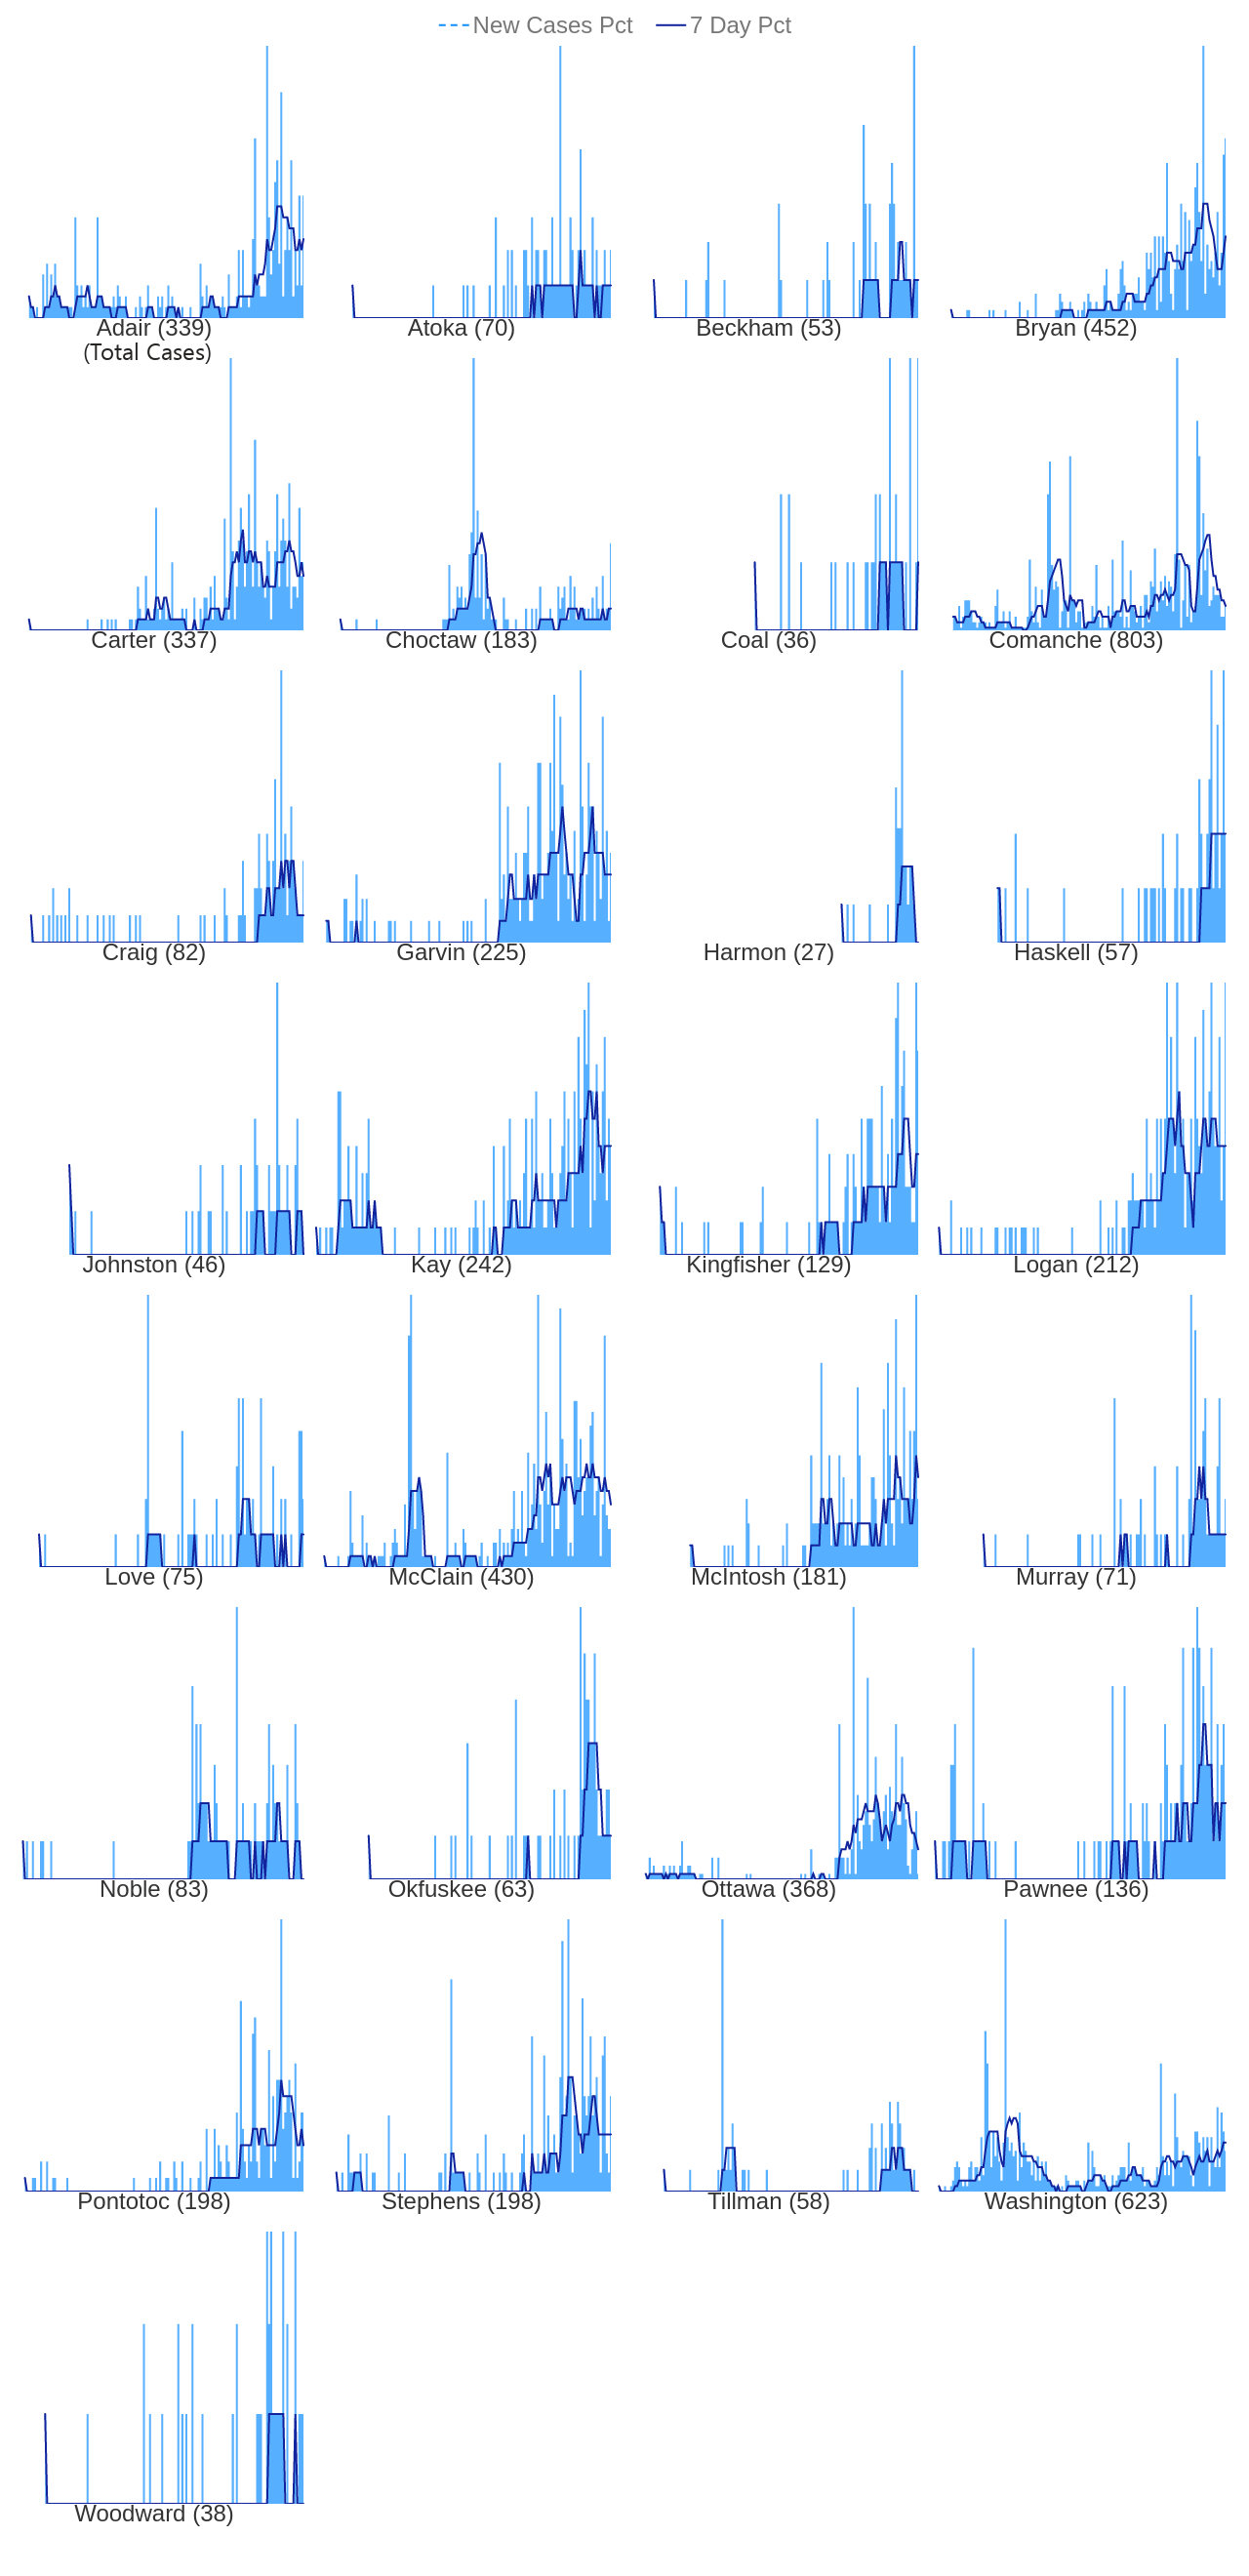 New Cases Pct 7 Day Pct
Adair (339) Atoka (70) Beckham (53) Bryan (452)
(Total Cases)
Carter (337) Choctaw (183) Coal (36) Comanche (803)
Craig (82) Garvin (225) Harmon (27) Haskell (57)
Johnston (46) Kay (242) Kingfisher (129) Logan (212)
Love (75) McClain (430) McIntosh (181) Murray (71)
Noble (83) Okfuskee (63) Ottawa (368) Pawnee (136)
Pontotoc (198) Stephens (198) Tillman (58) Washington (623)
Woodward (38)